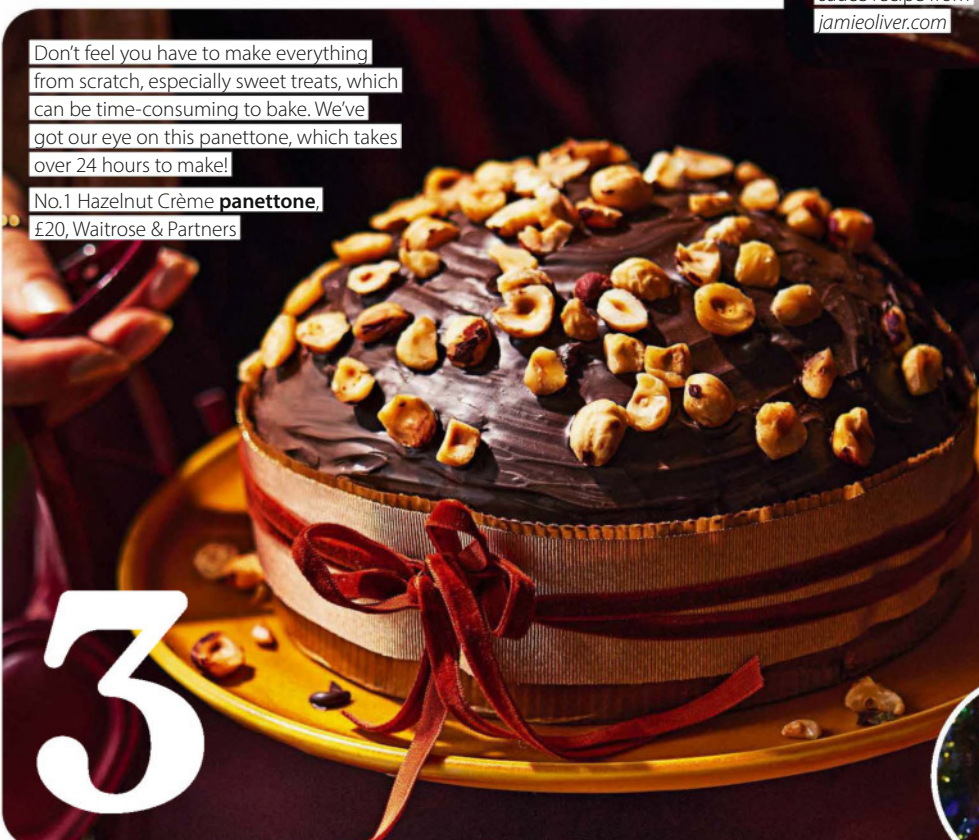 jamieoliver.com
Don't feel you have to make everything
from scratch, especially sweet treats, which
can be time-consuming to bake. We've
got our eye on this panettone, which takes
over 24 hours to make!
No.1 Hazelnut Crème panettone,
£20, Waitrose & Partners
3